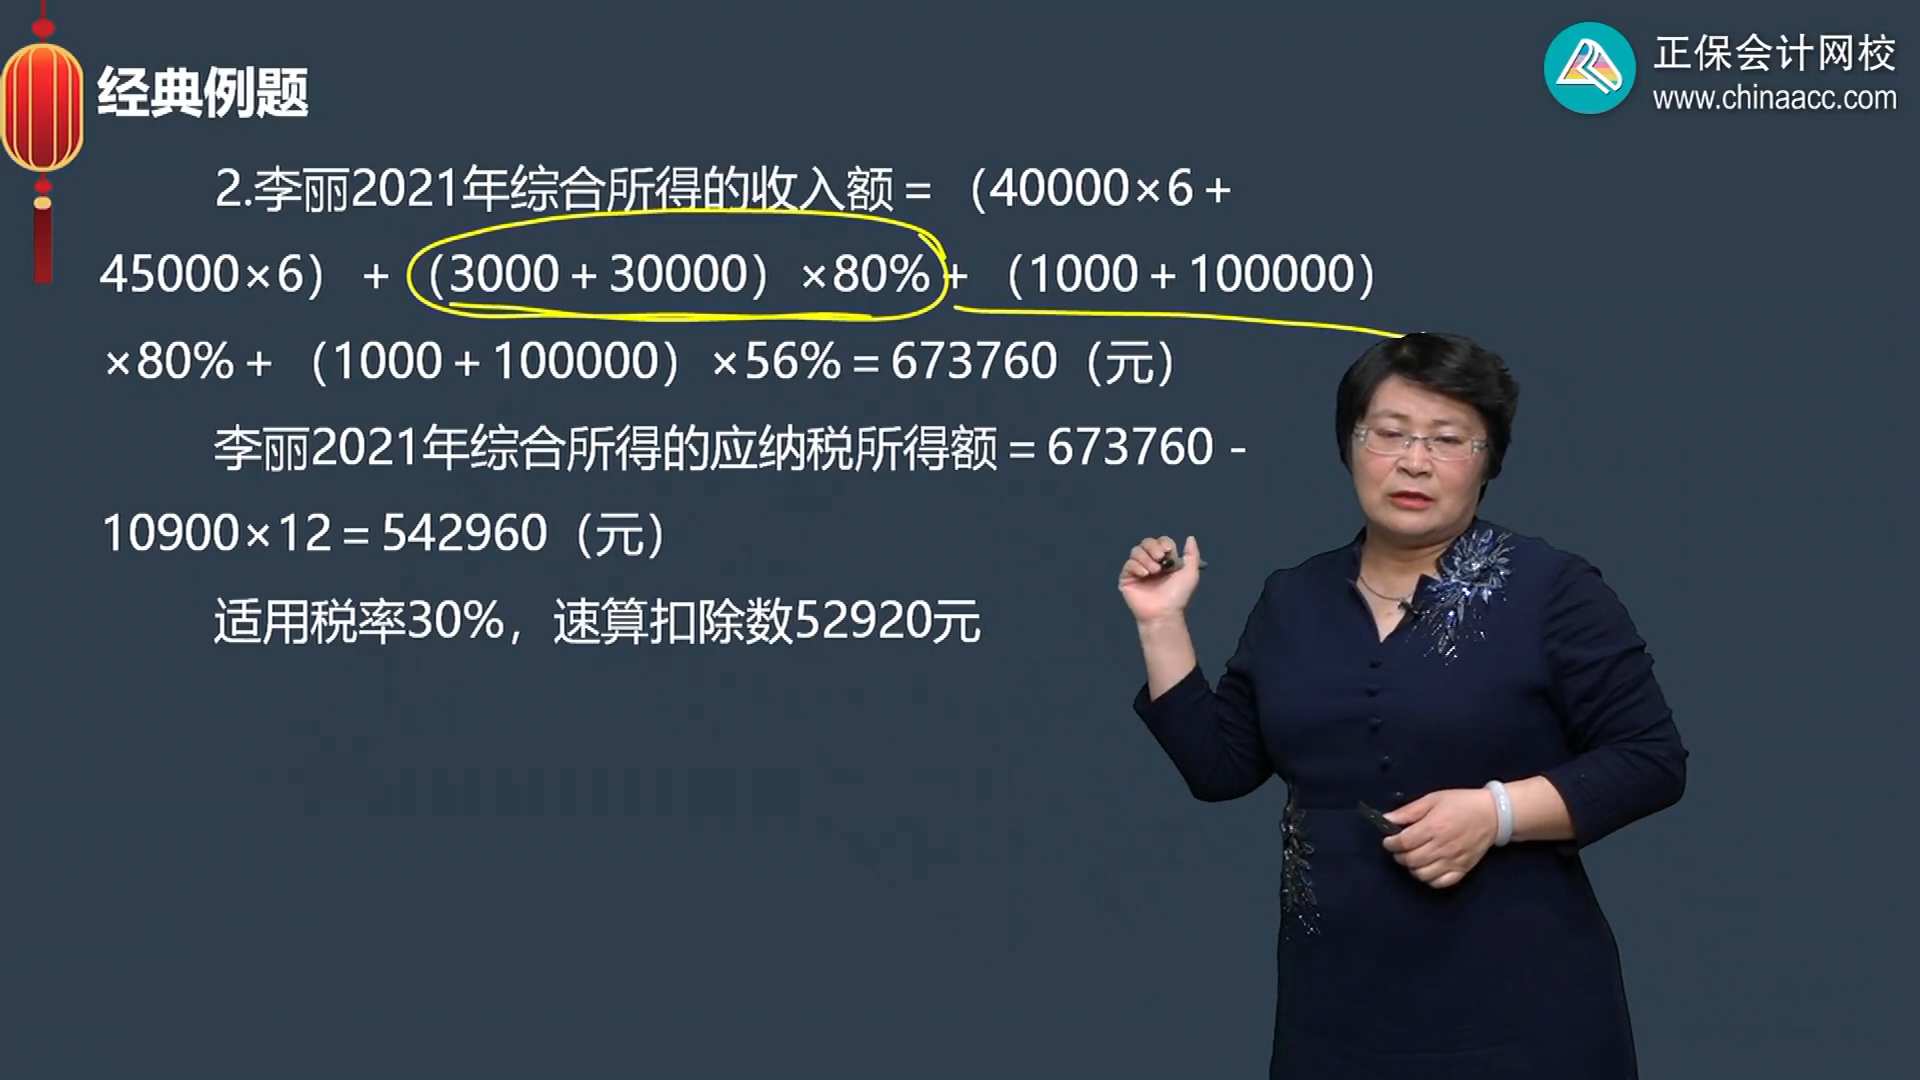 正保会计网校
www.chinaacc.com
经典例题
2.李丽2021年综合所得的收入额＝（40000×6＋
45000×6）＋（3000＋30000）×80%＋（1000＋100000）
×80%＋（1000＋100000）×56%＝673760（元）
李丽2021年综合所得的应纳税所得额＝673760 -
10900×12＝542960（元）
适用税率30%，速算扣除数52920元